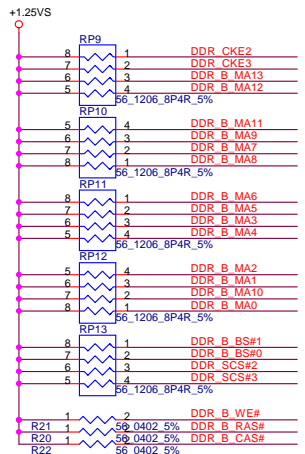 +1.25VS
RP9
8 1 DDR_CKE2
7 2 DDR_CKE3
6 3 DDR_B_MA13
5 4 DDR_B_MA12
56_1206_8P4R_5%
RP10
5 4 DDR_B_MA11
6 3 DDR_B_MA9
7 2 DDR_B_MA7
8 1 DDR_B_MA8
56_1206_8P4R_5%
RP11
8 1 DDR_B_MA6
7 2 DDR_B_MA5
6 3 DDR_B_MA3
5 4 DDR_B_MA4
56_1206_8P4R_5%
RP12
5 4 DDR_B_MA2
6 3 DDR_B_MA1
7 2 DDR_B_MA10
8 1 DDR_B_MA0
56_1206_8P4R_5%
RP13
8 1 DDR_B_BS#1
7 2 DDR_B_BS#0
6 3 DDR_SCS#2
5 4 DDR_SCS#3
56_1206_8P4R_5%
1 2 DDR_B_WE#
R21 56_0402_5%
1 2 DDR_B_RAS#
R20 56_0402_5%
1 2 DDR_B_CAS#
R22 56_0402_5%